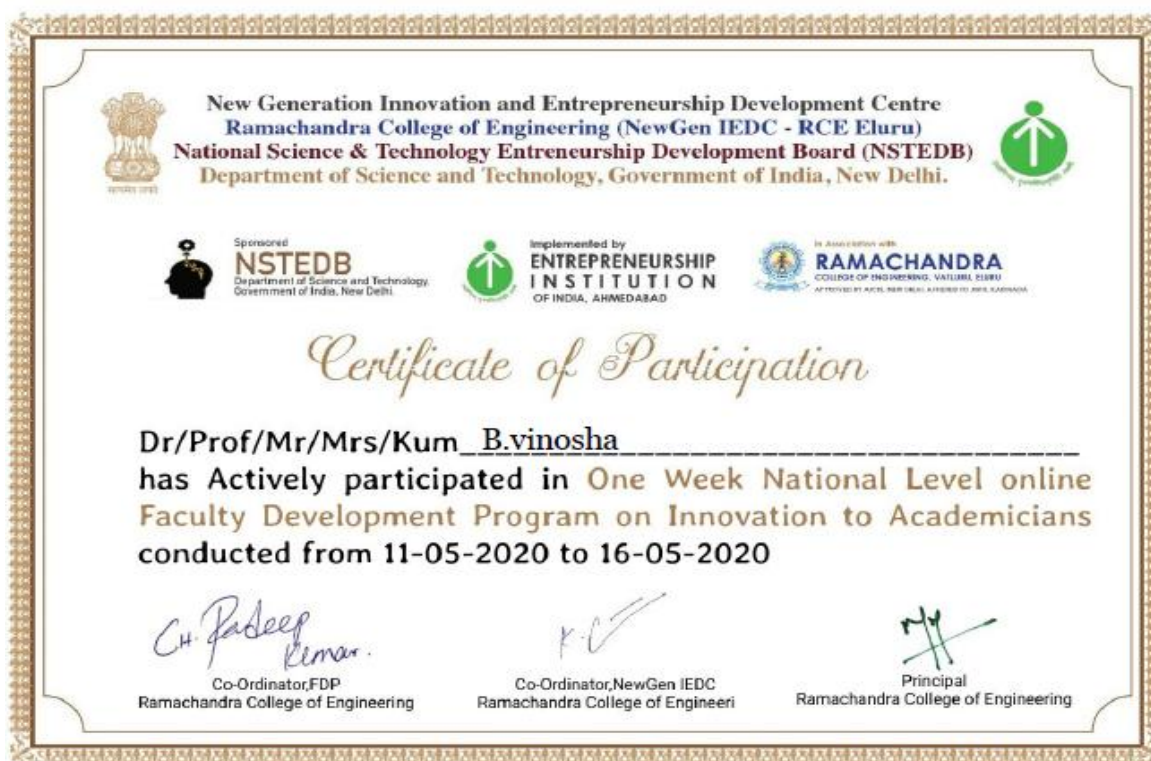 New Generation Innovation and Entrepreneurship Development Centre
Ramachandra College of Engineering (NewGen IEDC - RCE Eluru)
National Science & Technology Entreneurship Development Board (NSTEDB)
Department of Science and Technology, Government of India, New Delhi.
सत्यमेव जयते
Sponsored
NSTEDB
Department of Science and Technology,
Government of India, New Delhi.
Implemented by
ENTREPRENEURSHIP
INSTITUTION
OF INDIA, AHMEDABAD
In Association with
RAMACHANDRA
COLLEGE OF ENGINEERING, VATLURU, ELURU
Certificate of Participation
Dr/Prof/Mr/Mrs/Kum B.vinosha
has Actively participated in One Week National Level online
Faculty Development Program on Innovation to Academicians
conducted from 11-05-2020 to 16-05-2020
CH. Pradeep
Kumar.
Co-Ordinator,FDP
Ramachandra College of Engineering
Co-Ordinator,NewGen IEDC
Ramachandra College of Engineeri
Principal
Ramachandra College of Engineering